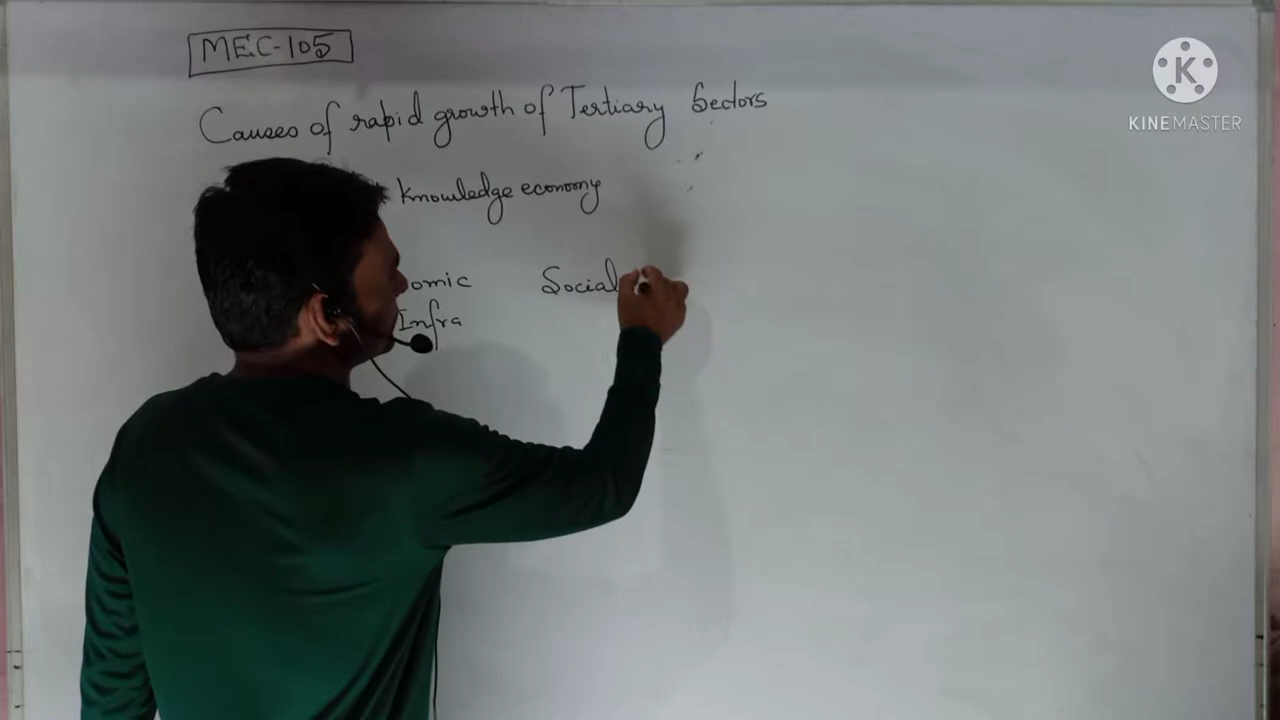 MEC-105
Causes of rapid growth of Tertiary Sectors
Knowledge economy
omic Social
Infra
K
KINEMASTER